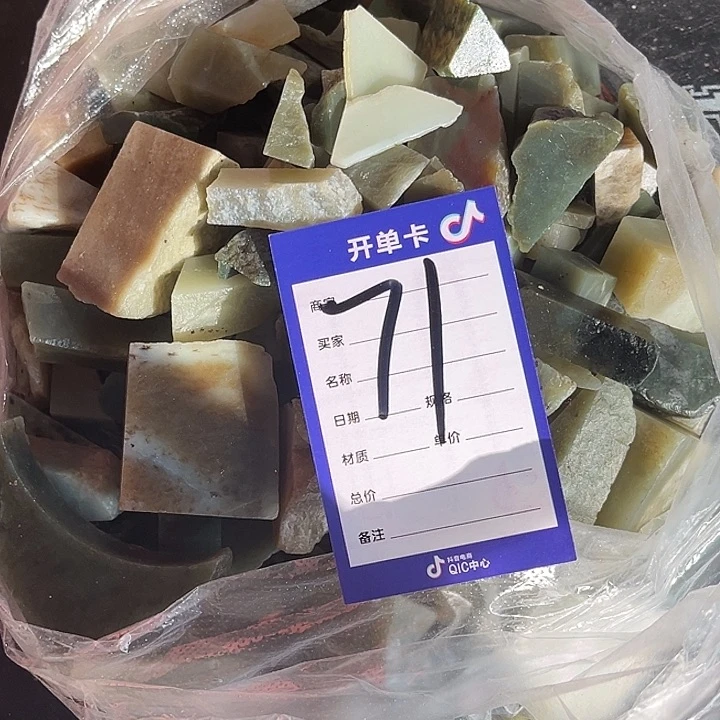 开单卡
71
商家
买家
名称
日期 规格
材质 单价
总价
备注
抖音电商
QIC中心